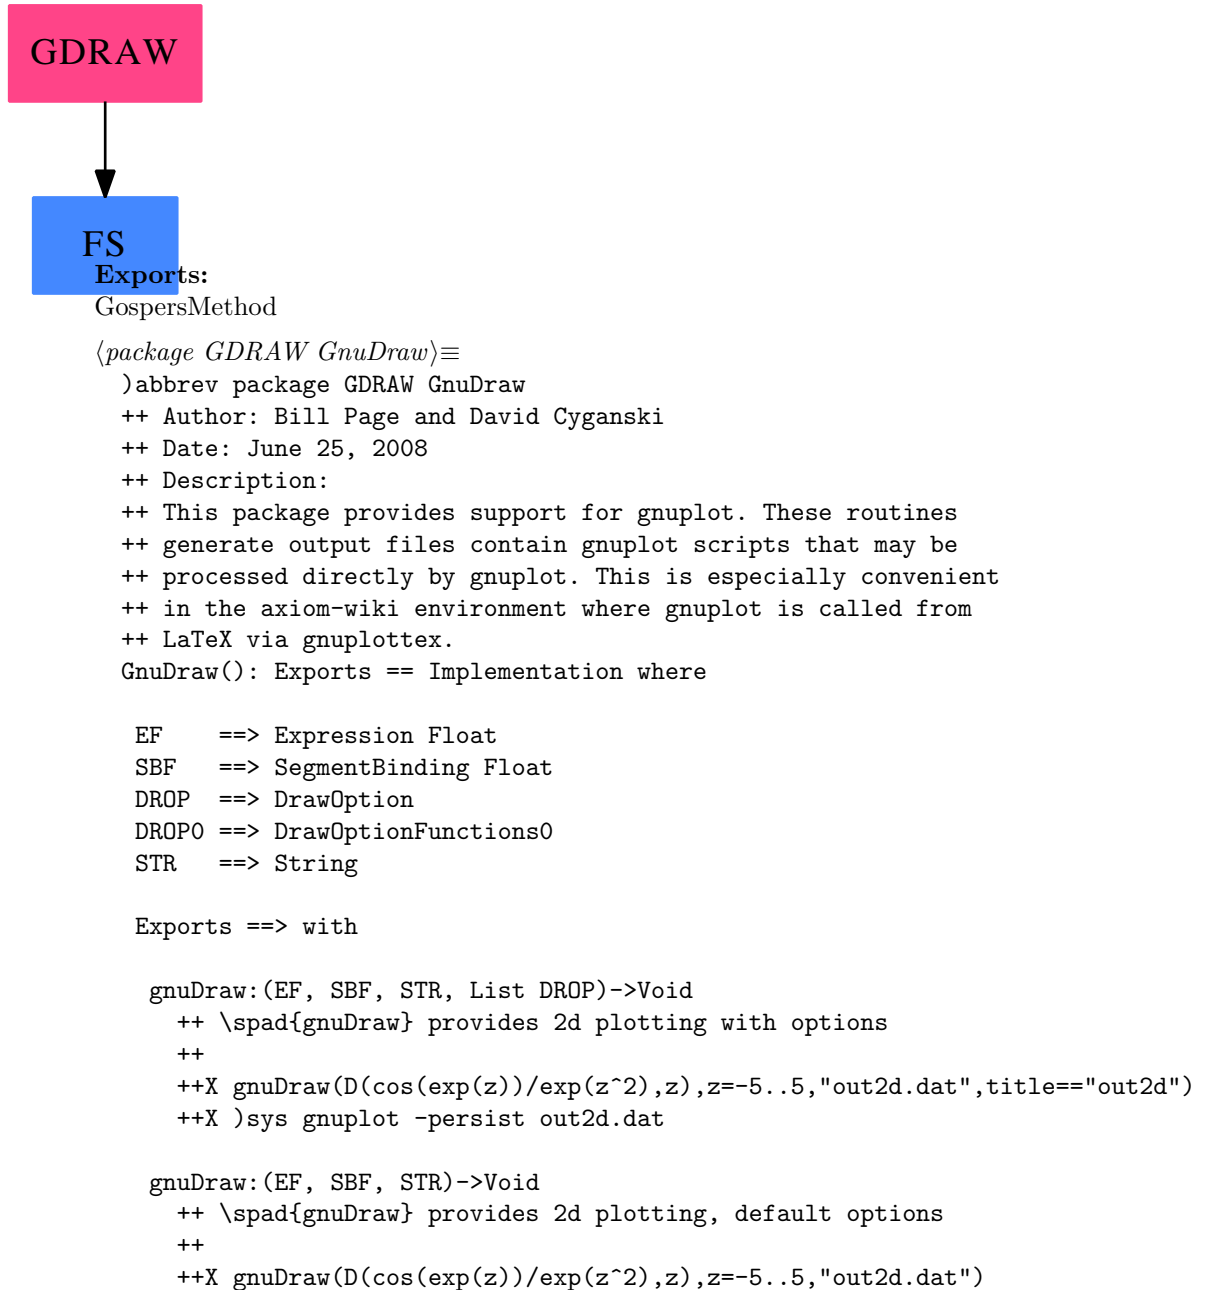 GDRAW
FS
Exports:
GospersMethod
⟨package GDRAW GnuDraw⟩≡
)abbrev package GDRAW GnuDraw
++ Author: Bill Page and David Cyganski
++ Date: June 25, 2008
++ Description:
++ This package provides support for gnuplot. These routines
++ generate output files contain gnuplot scripts that may be
++ processed directly by gnuplot. This is especially convenient
++ in the axiom-wiki environment where gnuplot is called from
++ LaTeX via gnuplottex.
GnuDraw(): Exports == Implementation where
EF    ==> Expression Float
SBF   ==> SegmentBinding Float
DROP  ==> DrawOption
DROP0 ==> DrawOptionFunctions0
STR   ==> String
Exports ==> with
gnuDraw:(EF, SBF, STR, List DROP)->Void
++ \spad{gnuDraw} provides 2d plotting with options
++
++X gnuDraw(D(cos(exp(z))/exp(z^2),z),z=-5..5,"out2d.dat",title=="out2d")
++X )sys gnuplot -persist out2d.dat
gnuDraw:(EF, SBF, STR)->Void
++ \spad{gnuDraw} provides 2d plotting, default options
++
++X gnuDraw(D(cos(exp(z))/exp(z^2),z),z=-5..5,"out2d.dat")